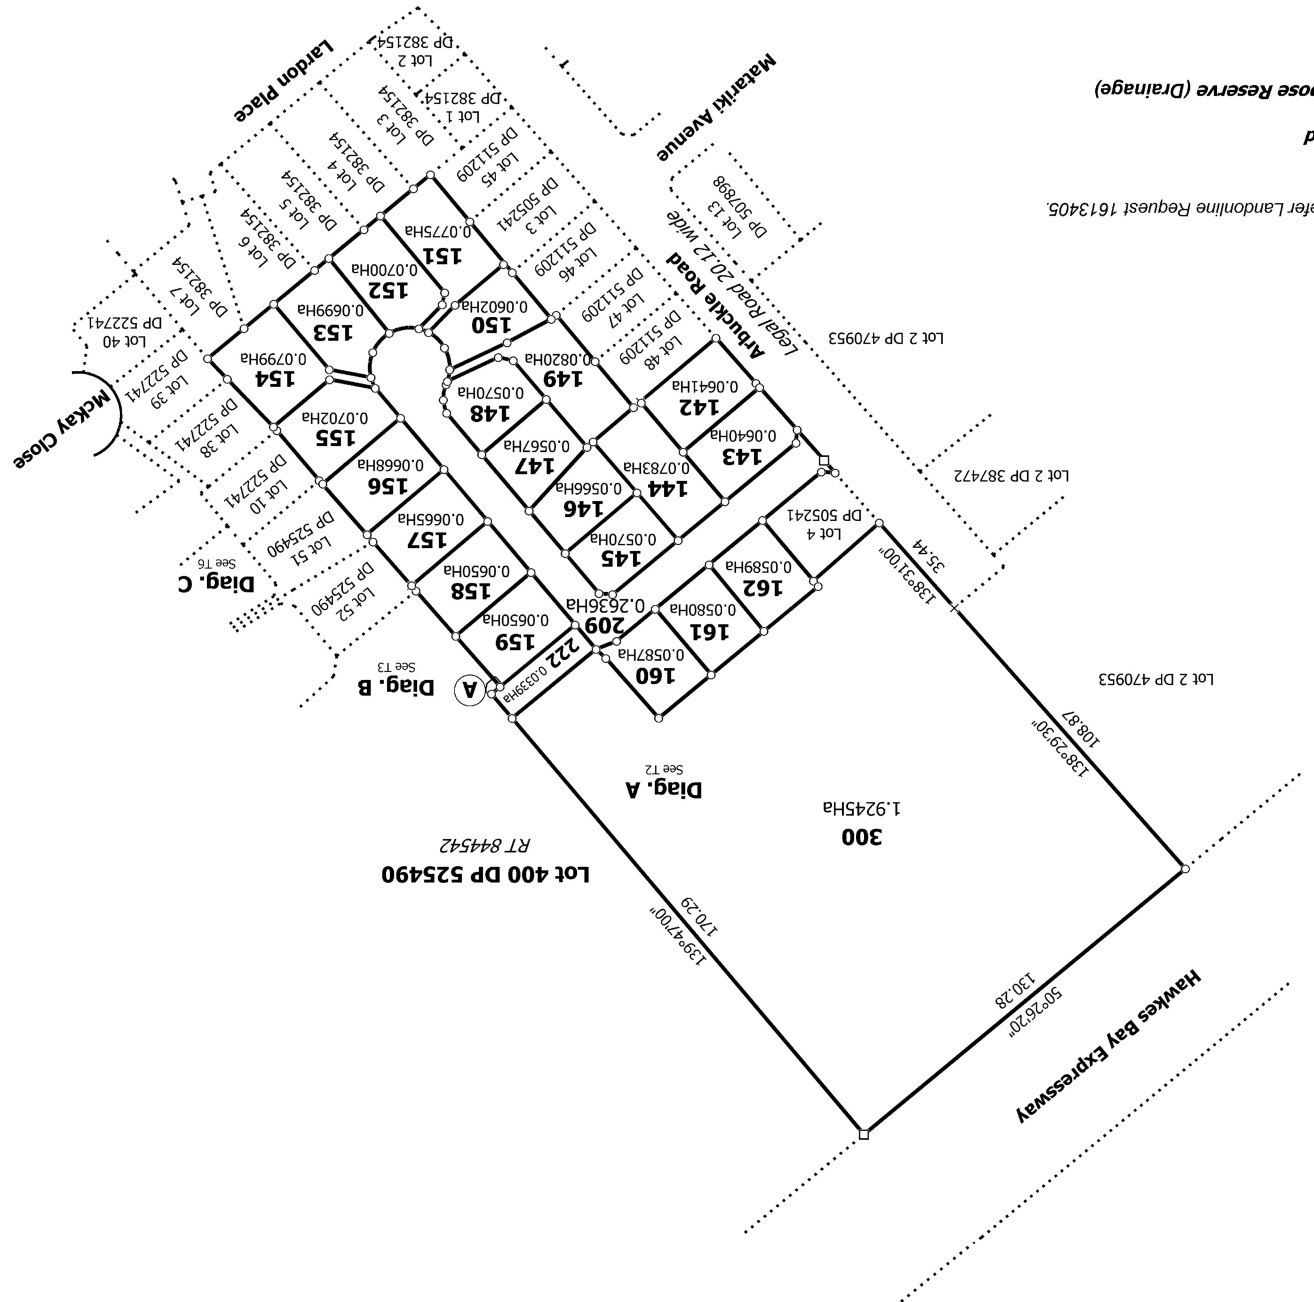 Hawkes Bay Expressway
50°26'20"
130.28
139°47'00"
170.29
Lot 400 DP 525490
RT 844542
300
1.9245Ha
Diag. A
See T2
138°29'30"
108.87
Lot 2 DP 470953
138°31'00"
35.44
Lot 2 DP 387472
Lot 2 DP 470953
A
Diag. B
See T3
Diag. C
See T6
222
0.0339Ha
209
0.2636Ha
160
0.0587Ha
161
0.0580Ha
162
0.0589Ha
Lot 4
DP 505241
159
0.0650Ha
158
0.0650Ha
157
0.0665Ha
156
0.0668Ha
155
0.0702Ha
154
0.0799Ha
153
0.0699Ha
152
0.0700Ha
151
0.0775Ha
150
0.0602Ha
149
0.0820Ha
148
0.0570Ha
147
0.0567Ha
146
0.0566Ha
145
0.0570Ha
144
0.0783Ha
143
0.0640Ha
142
0.0641Ha
Arbuckle Road
Legal Road 20.12 wide
Matariki Avenue
Lot 13
DP 507898
Lot 48
DP 511209
Lot 47
DP 511209
Lot 46
DP 511209
Lot 3
DP 505241
Lot 45
DP 511209
Lot 1
DP 382154
Lot 2
DP 382154
Lot 3
DP 382154
Lot 4
DP 382154
Lot 5
DP 382154
Lot 6
DP 382154
Lot 7
DP 382154
Lardon Place
Lot 40
DP 522741
Lot 39
DP 522741
Lot 38
DP 522741
Lot 10
DP 522741
Lot 51
DP 525490
Lot 52
DP 525490
McKay Close
efer Landonline Request 1613405.
d
pose Reserve (Drainage)